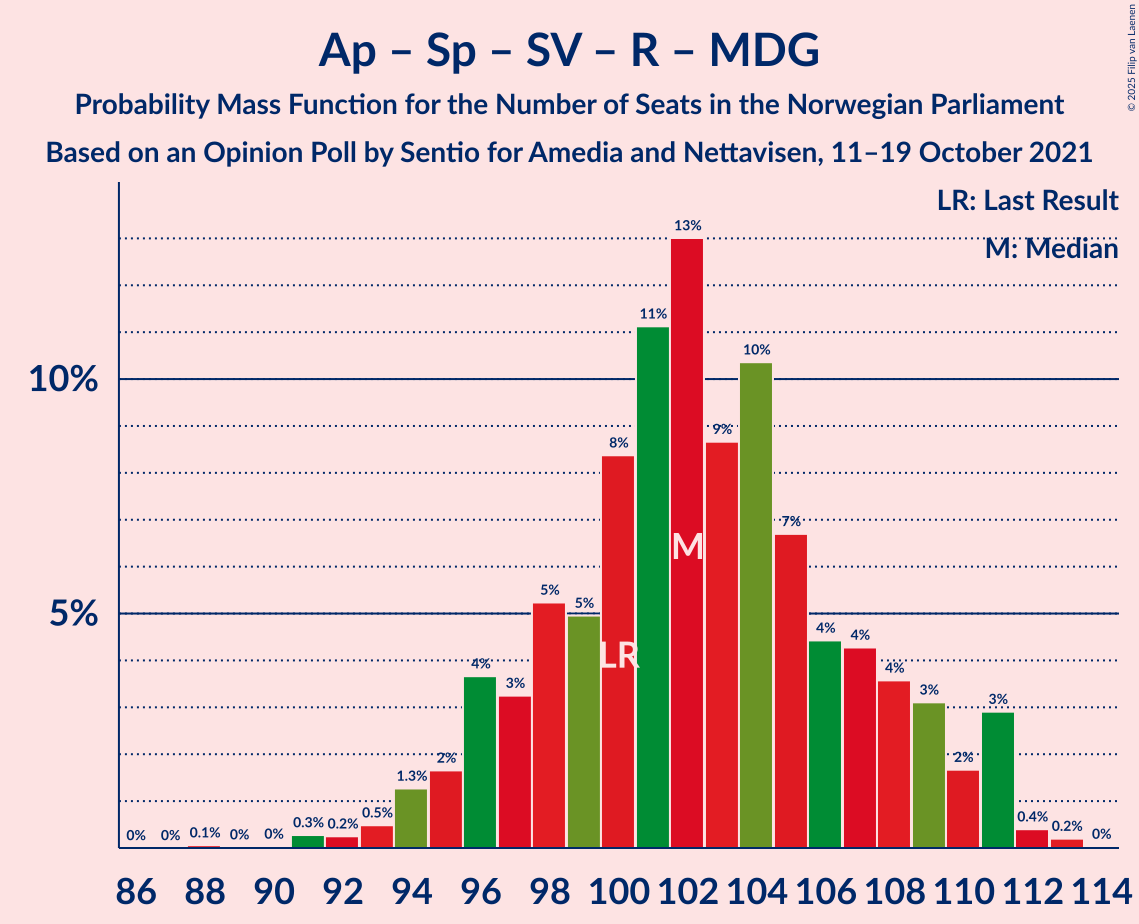 Ap – Sp – SV – R – MDG
Probability Mass Function for the Number of Seats in the Norwegian Parliament
Based on an Opinion Poll by Sentio for Amedia and Nettavisen, 11–19 October 2021
© 2025 Filip van Laenen
LR: Last Result
M: Median
10%
5%
0% 0% 0.1% 0% 0% 0.3% 0.2% 0.5% 1.3% 2% 4% 3% 5% 5% 8% 11% 13% 9% 10% 7% 4% 4% 4% 3% 2% 3% 0.4% 0.2% 0%
M
LR
86 88 90 92 94 96 98 100 102 104 106 108 110 112 114